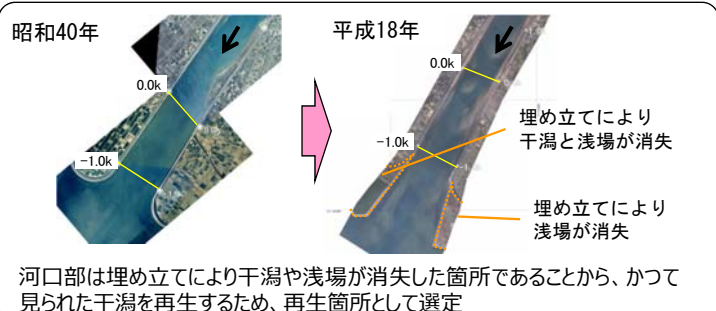 昭和40年
平成18年
0.0k
-1.0k
0.0k
-1.0k
埋め立てにより
干潟と浅場が消失
埋め立てにより
浅場が消失
河口部は埋め立てにより干潟や浅場が消失した箇所であることから、かつて
見られた干潟を再生するため、再生箇所として選定